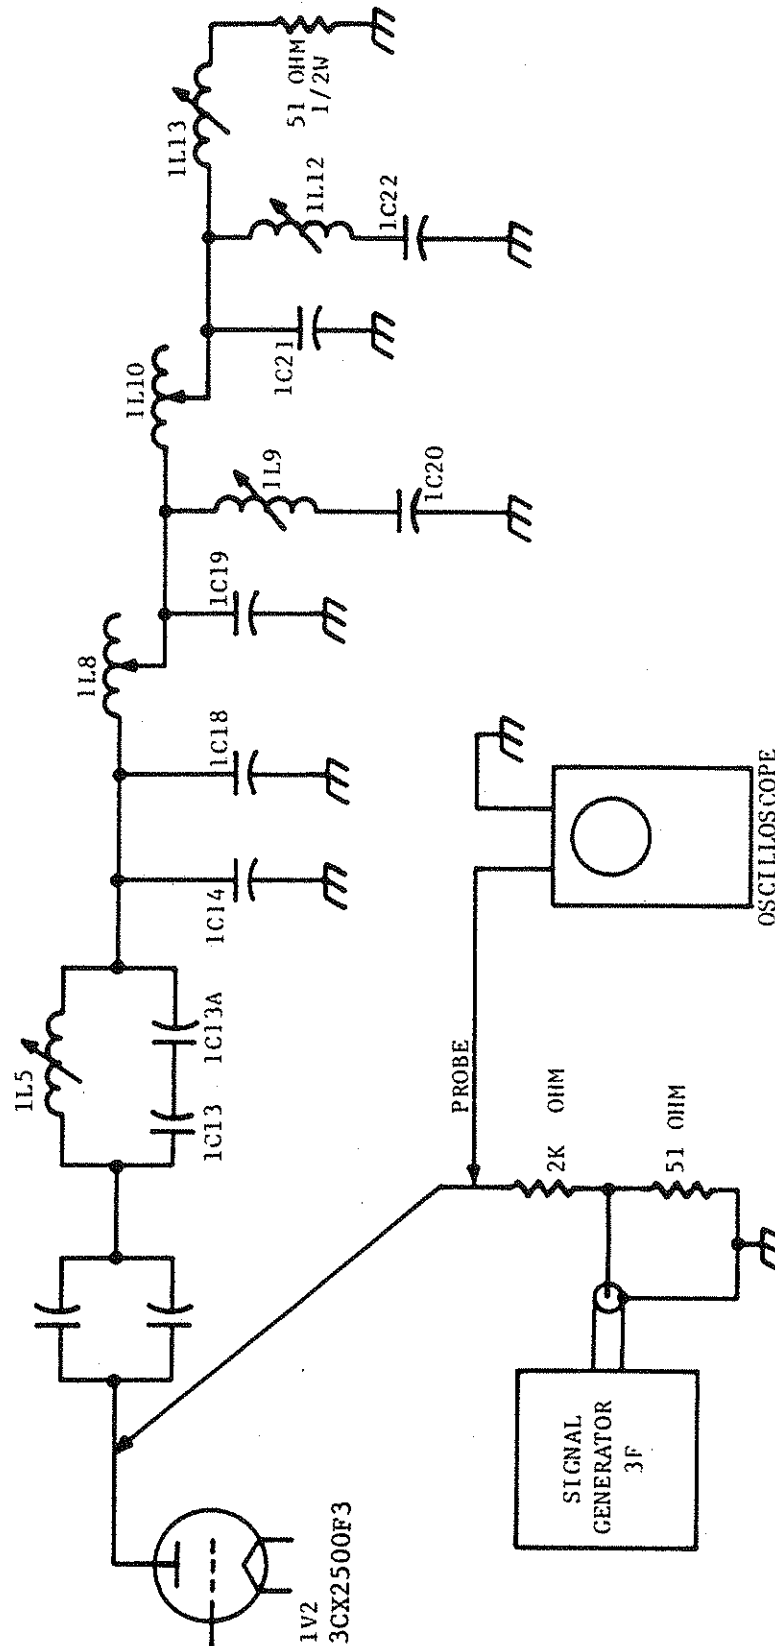 1L13
51 OHM
1/2W
1L12
1C22
1C21
1L10
1L9
1C20
1C19
1L8
1C18
1C14
1L5
1C13
1C13A
PROBE
OSCILLOSCOPE
2K OHM
51 OHM
SIGNAL
GENERATOR
3F
1V2
3CX2500F3